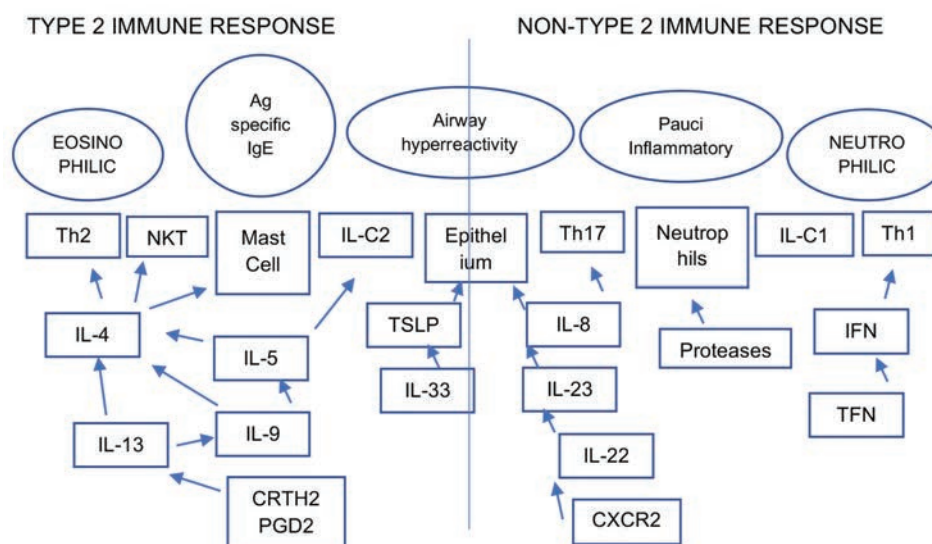 TYPE 2 IMMUNE RESPONSE
NON-TYPE 2 IMMUNE RESPONSE
EOSINO
PHILIC
Ag
specific
IgE
Airway
hyperreactivity
Pauci
Inflammatory
NEUTRO
PHILIC
Th2
NKT
Mast
Cell
IL-C2
Epithel
ium
Th17
Neutrop
hils
IL-C1
Th1
IL-4
IL-5
TSLP
IL-8
Proteases
IFN
IL-13
IL-9
IL-33
IL-23
TFN
CRTH2
PGD2
IL-22
CXCR2